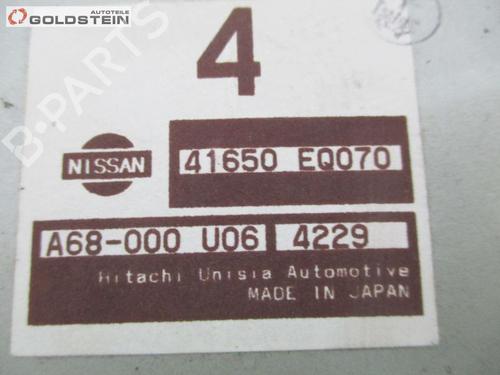 AUTOTEILE
GOLDSTEIN
4
NISSAN
41650 EQ070
A68-000 U06 4229
Hitachi Unisia Automotive
MADE IN JAPAN
B-PARTS